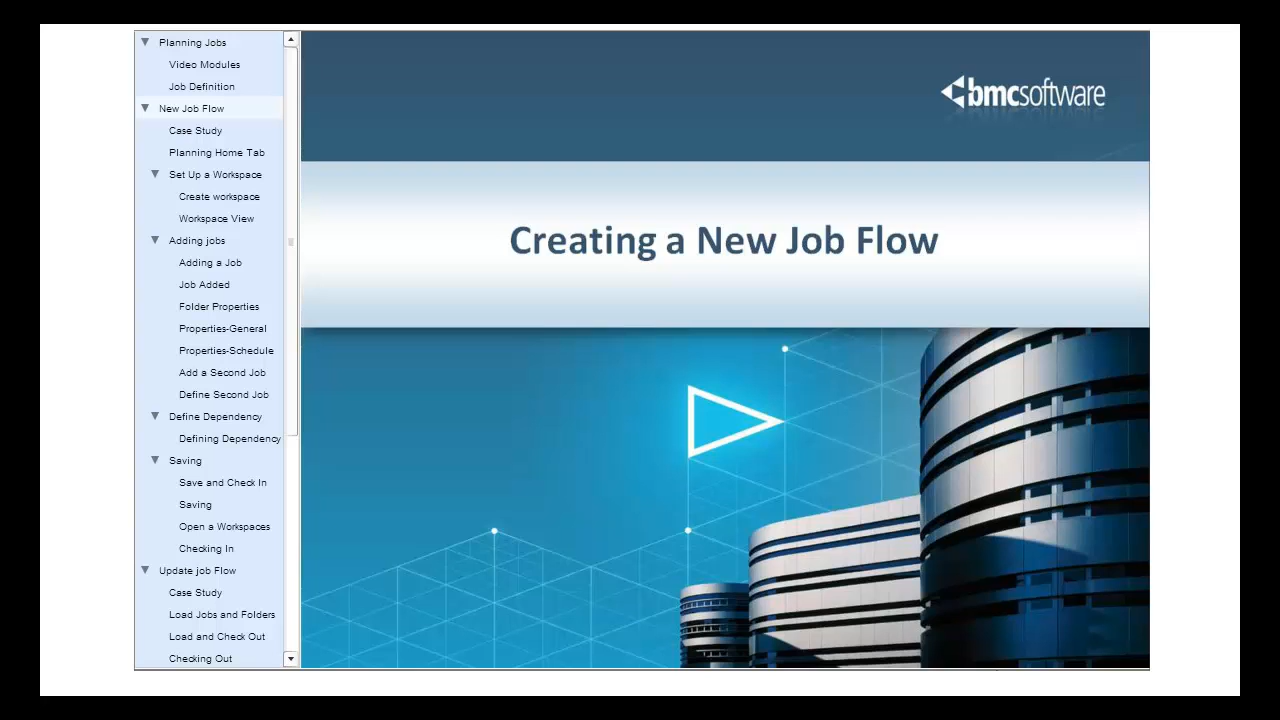 Planning Jobs
Video Modules
Job Definition
New Job Flow
Case Study
Planning Home Tab
Set Up a Workspace
Create workspace
Workspace View
Adding jobs
Adding a Job
Job Added
Folder Properties
Properties-General
Properties-Schedule
Add a Second Job
Define Second Job
Define Dependency
Defining Dependency
Saving
Save and Check In
Saving
Open a Workspaces
Checking In
Update job Flow
Case Study
Load Jobs and Folders
Load and Check Out
Checking Out
bmcsoftware
Creating a New Job Flow